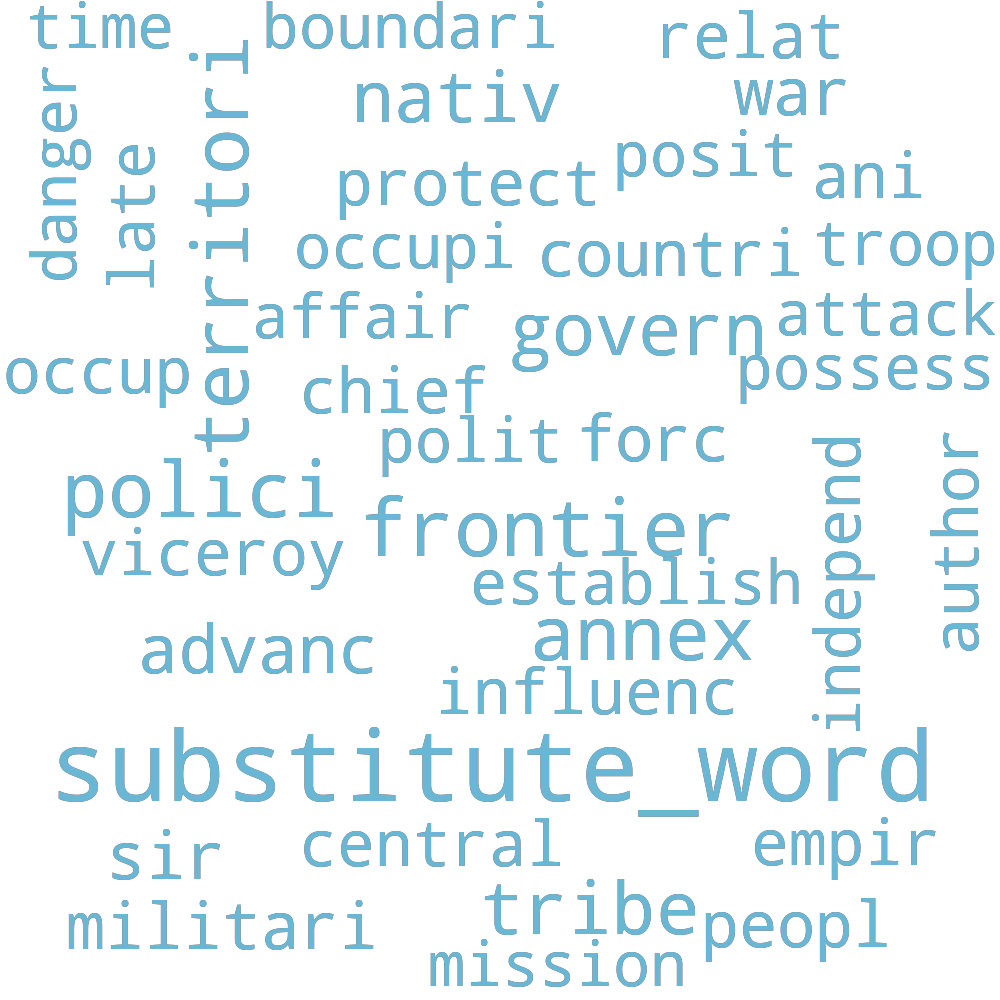 time
boundari
relat
danger
late
territori
nativ
war
protect
posit
ani
occupi
countri
troop
affair
govern
attack
occup
chief
possess
polit
forc
polici
frontier
independ
author
viceroy
establish
advanc
annex
influenc
substitute_word
sir
central
empir
militari
tribe
peopl
mission